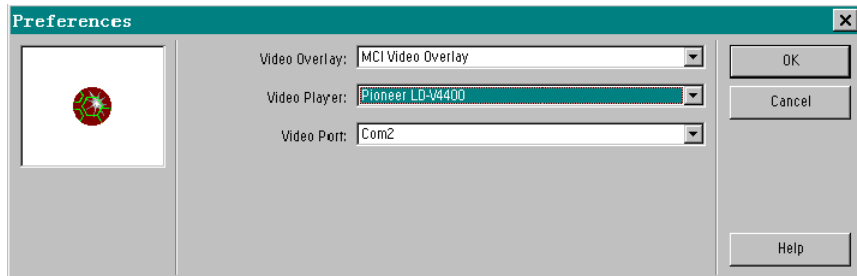 Preferences
Video Overlay: MCI Video Overlay
OK
Video Player: Pioneer LD-V4400
Cancel
Video Port: Com2
Help